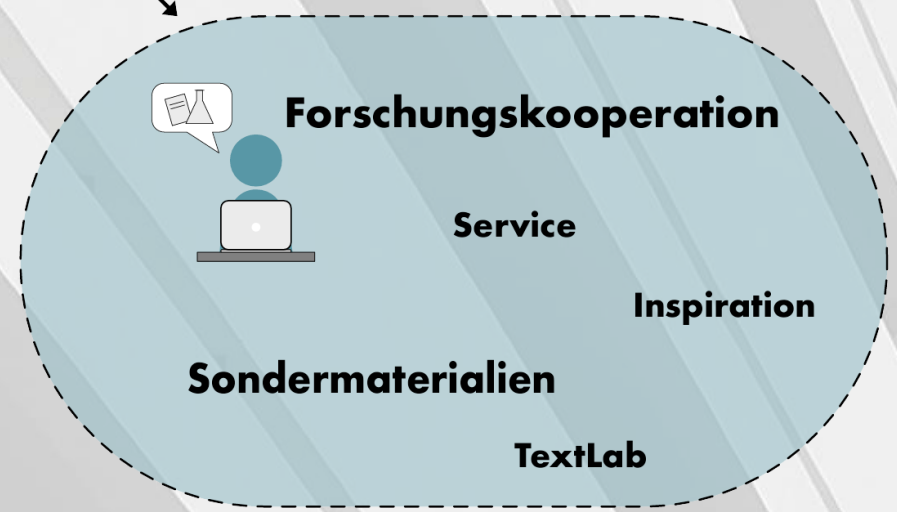 Forschungskooperation
Service
Inspiration
Sondermaterialien
TextLab